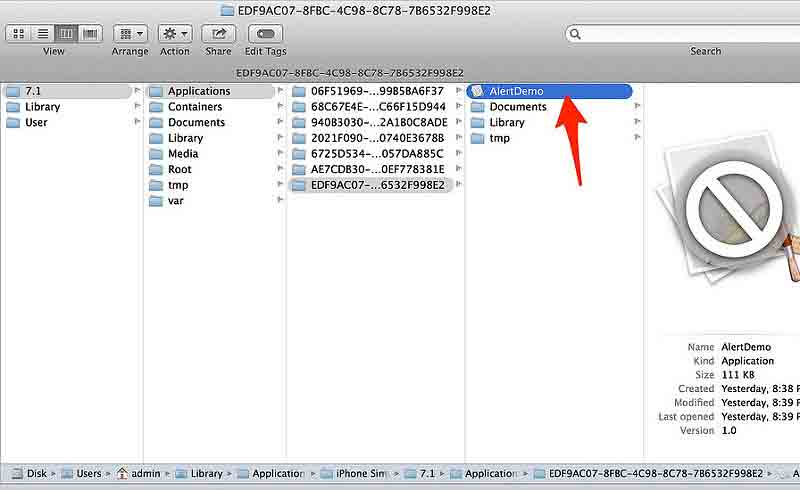 EDF9AC07-8FBC-4C98-8C78-7B6532F998E2
View Arrange Action Share Edit Tags Search
EDF9AC07-8FBC-4C98-8C78-7B6532F998E2
7.1
Library
User
Applications
Containers
Documents
Library
Media
Root
tmp
var
06F51969-...99B5BA6F37
68C67E4E-...C66F15D944
940B3030-...2A1B0C8ADE
2021F090-...0740E3678B
6725D534-...057DA885C
AE7CDB30-...0EF778381E
EDF9AC07-...6532F998E2
AlertDemo
Documents
Library
tmp
Name AlertDemo
Kind Application
Size 111 KB
Created Yesterday, 8:38 P
Modified Yesterday, 8:39 P
Last opened Yesterday, 8:39 P
Version 1.0
Disk Users admin Library Application iPhone Sim 7.1 Application EDF9AC07-8FBC-4C98-8C78-7B6532F998E2 A